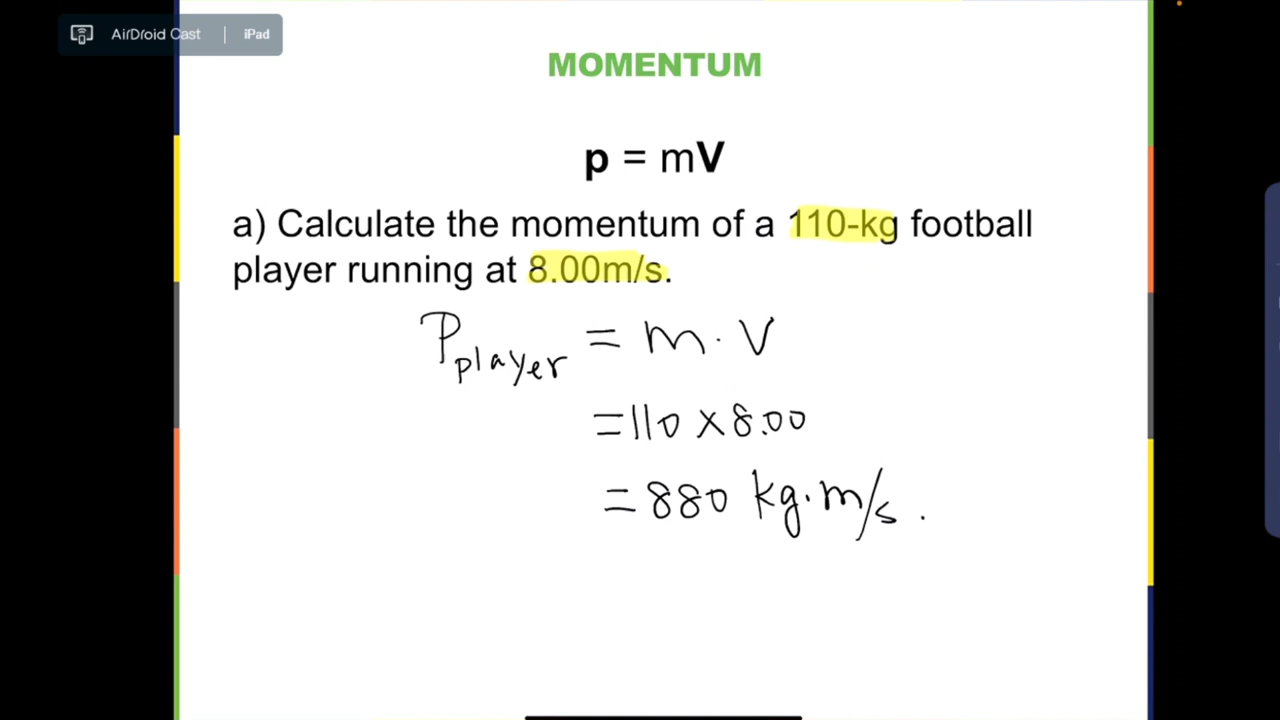 AirDroid Cast | iPad
MOMENTUM
p = mV
a) Calculate the momentum of a 110-kg football
player running at 8.00m/s.
P player = m · V
= 110 × 8.00
= 880 kg·m/s.